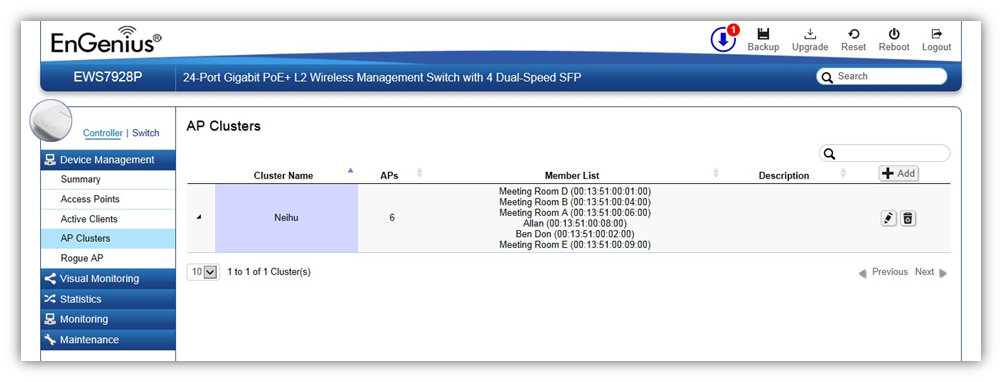 EnGenius®
1
Backup
Upgrade
Reset
Reboot
Logout
EWS7928P
24-Port Gigabit PoE+ L2 Wireless Management Switch with 4 Dual-Speed SFP
Search
Controller | Switch
Device Management
Summary
Access Points
Active Clients
AP Clusters
Rogue AP
Visual Monitoring
Statistics
Monitoring
Maintenance
AP Clusters
Cluster Name
APs
Member List
Description
Add
Neihu
6
Meeting Room D (00:13:51:00:01:00)
Meeting Room B (00:13:51:00:04:00)
Meeting Room A (00:13:51:00:06:00)
Allan (00:13:51:00:08:00)
Ben Don (00:13:51:00:02:00)
Meeting Room E (00:13:51:00:09:00)
10
1 to 1 of 1 Cluster(s)
Previous Next